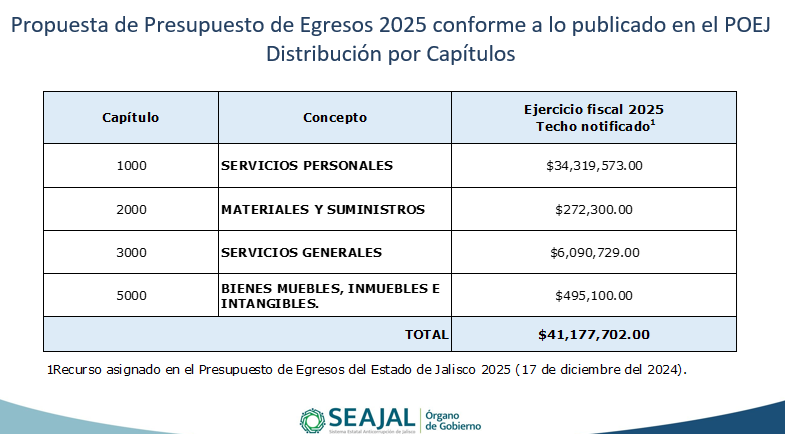 Propuesta de Presupuesto de Egresos 2025 conforme a lo publicado en el POEJ
Distribución por Capítulos
Capítulo Concepto Ejercicio fiscal 2025
Techo notificado¹
1000 SERVICIOS PERSONALES $34,319,573.00
2000 MATERIALES Y SUMINISTROS $272,300.00
3000 SERVICIOS GENERALES $6,090,729.00
5000 BIENES MUEBLES, INMUEBLES E
INTANGIBLES. $495,100.00
TOTAL $41,177,702.00
1Recurso asignado en el Presupuesto de Egresos del Estado de Jalisco 2025 (17 de diciembre del 2024).
SEAJAL
Sistema Estatal Anticorrupción de Jalisco
Órgano
de Gobierno